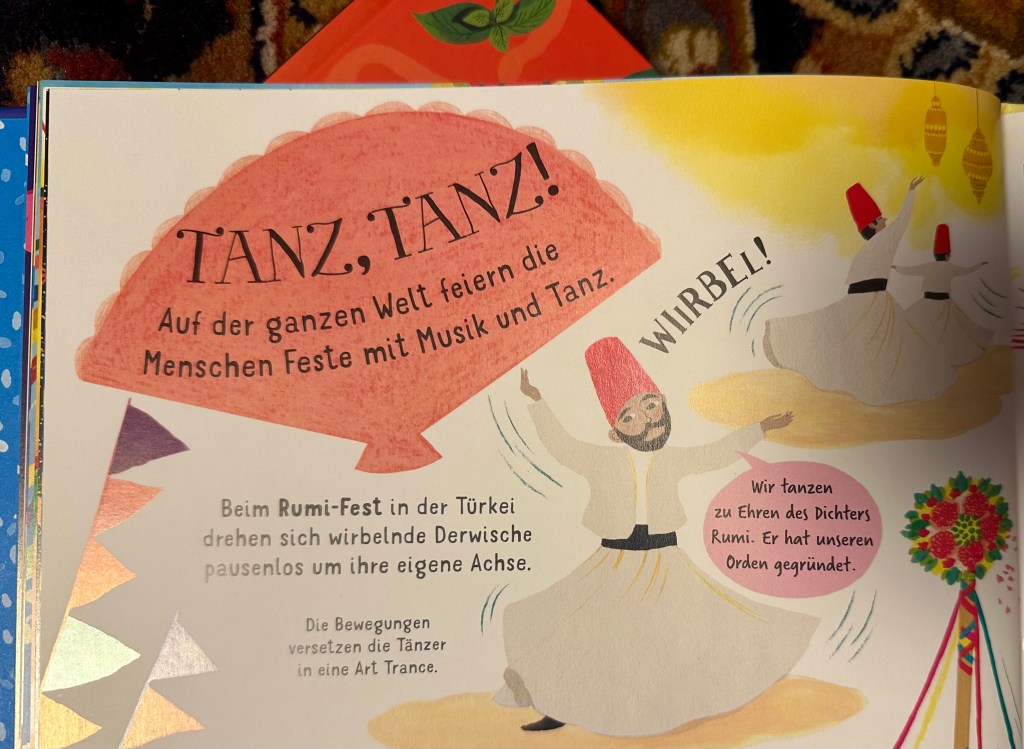 TANZ, TANZ!
Auf der ganzen Welt feiern die
Menschen Feste mit Musik und Tanz.
WIIRBEL!
Beim Rumi-Fest in der Türkei
drehen sich wirbelnde Derwische
pausenlos um ihre eigene Achse.
Wir tanzen
zu Ehren des Dichters
Rumi. Er hat unseren
Orden gegründet.
Die Bewegungen
versetzen die Tänzer
in eine Art Trance.